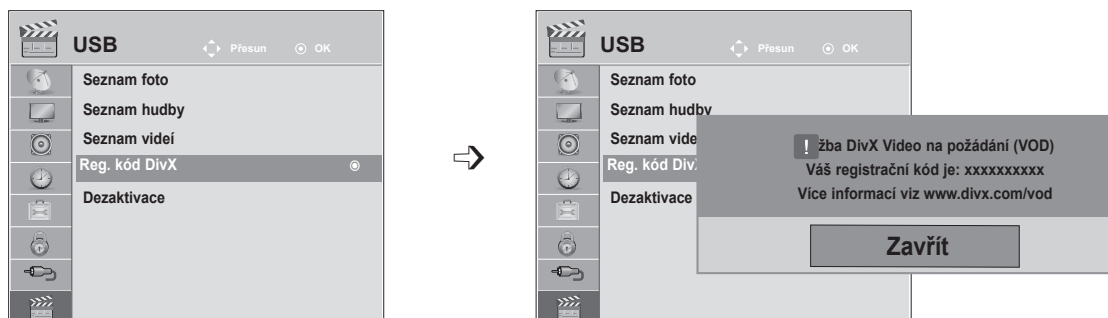 USB
Přesun OK
Seznam foto
Seznam hudby
Seznam videí
Reg. kód DivX
Dezaktivace
USB
Přesun OK
Seznam foto
Seznam hudby
Seznam vide
Reg. kód Div
Dezaktivace
! žba DivX Video na požádání (VOD)
Váš registrační kód je: xxxxxxxxxx
Více informací viz www.divx.com/vod
Zavřít